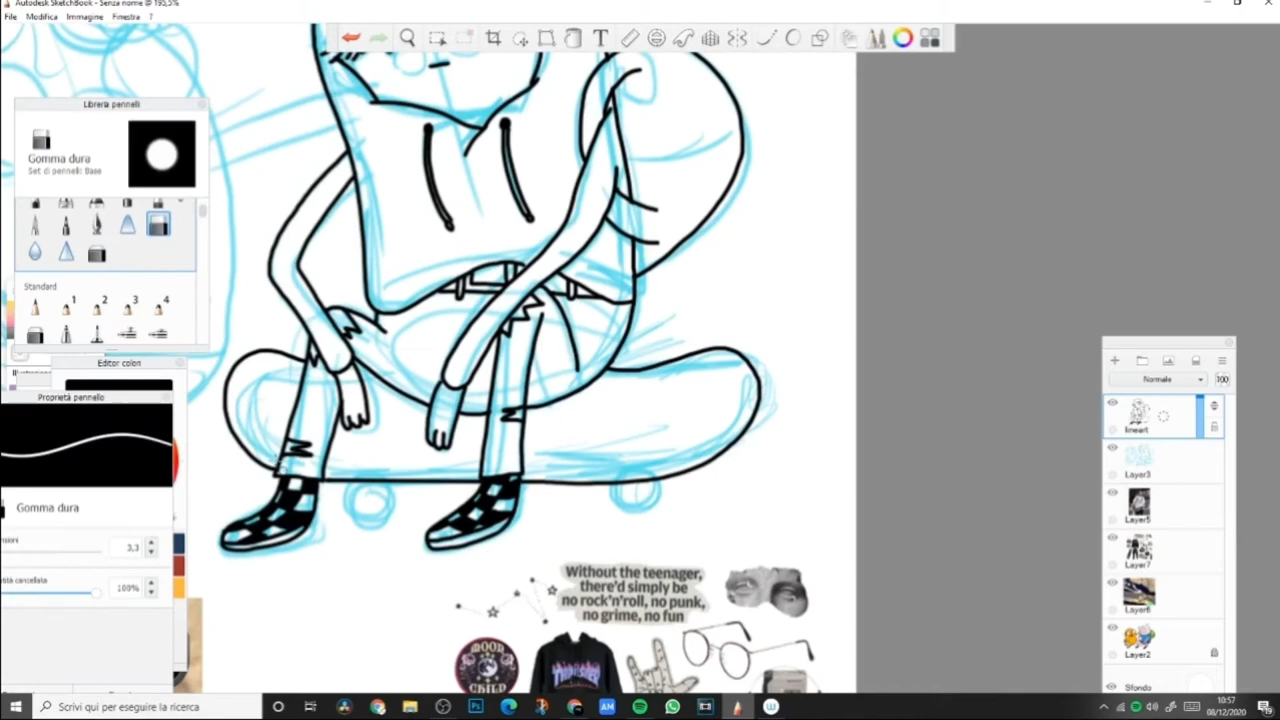 Autodesk SketchBook - Senza nome @ 195,5%
File Modifica Immagine Finestra ?
Libreria pennelli
Gomma dura
Set di pennelli: Base
Standard
1 2 3 4
Editor colori
Proprietà pennello
Gomma dura
3,3
100%
Normale 100
lineart
Layer3
Layer5
Layer7
Layer6
Layer2
Sfondo
Without the teenager,
there'd simply be
no rock'n'roll, no punk,
no grime, no fun
MOON
CHILD
THRASHER
Scrivi qui per eseguire la ricerca
10:57
08/12/2020